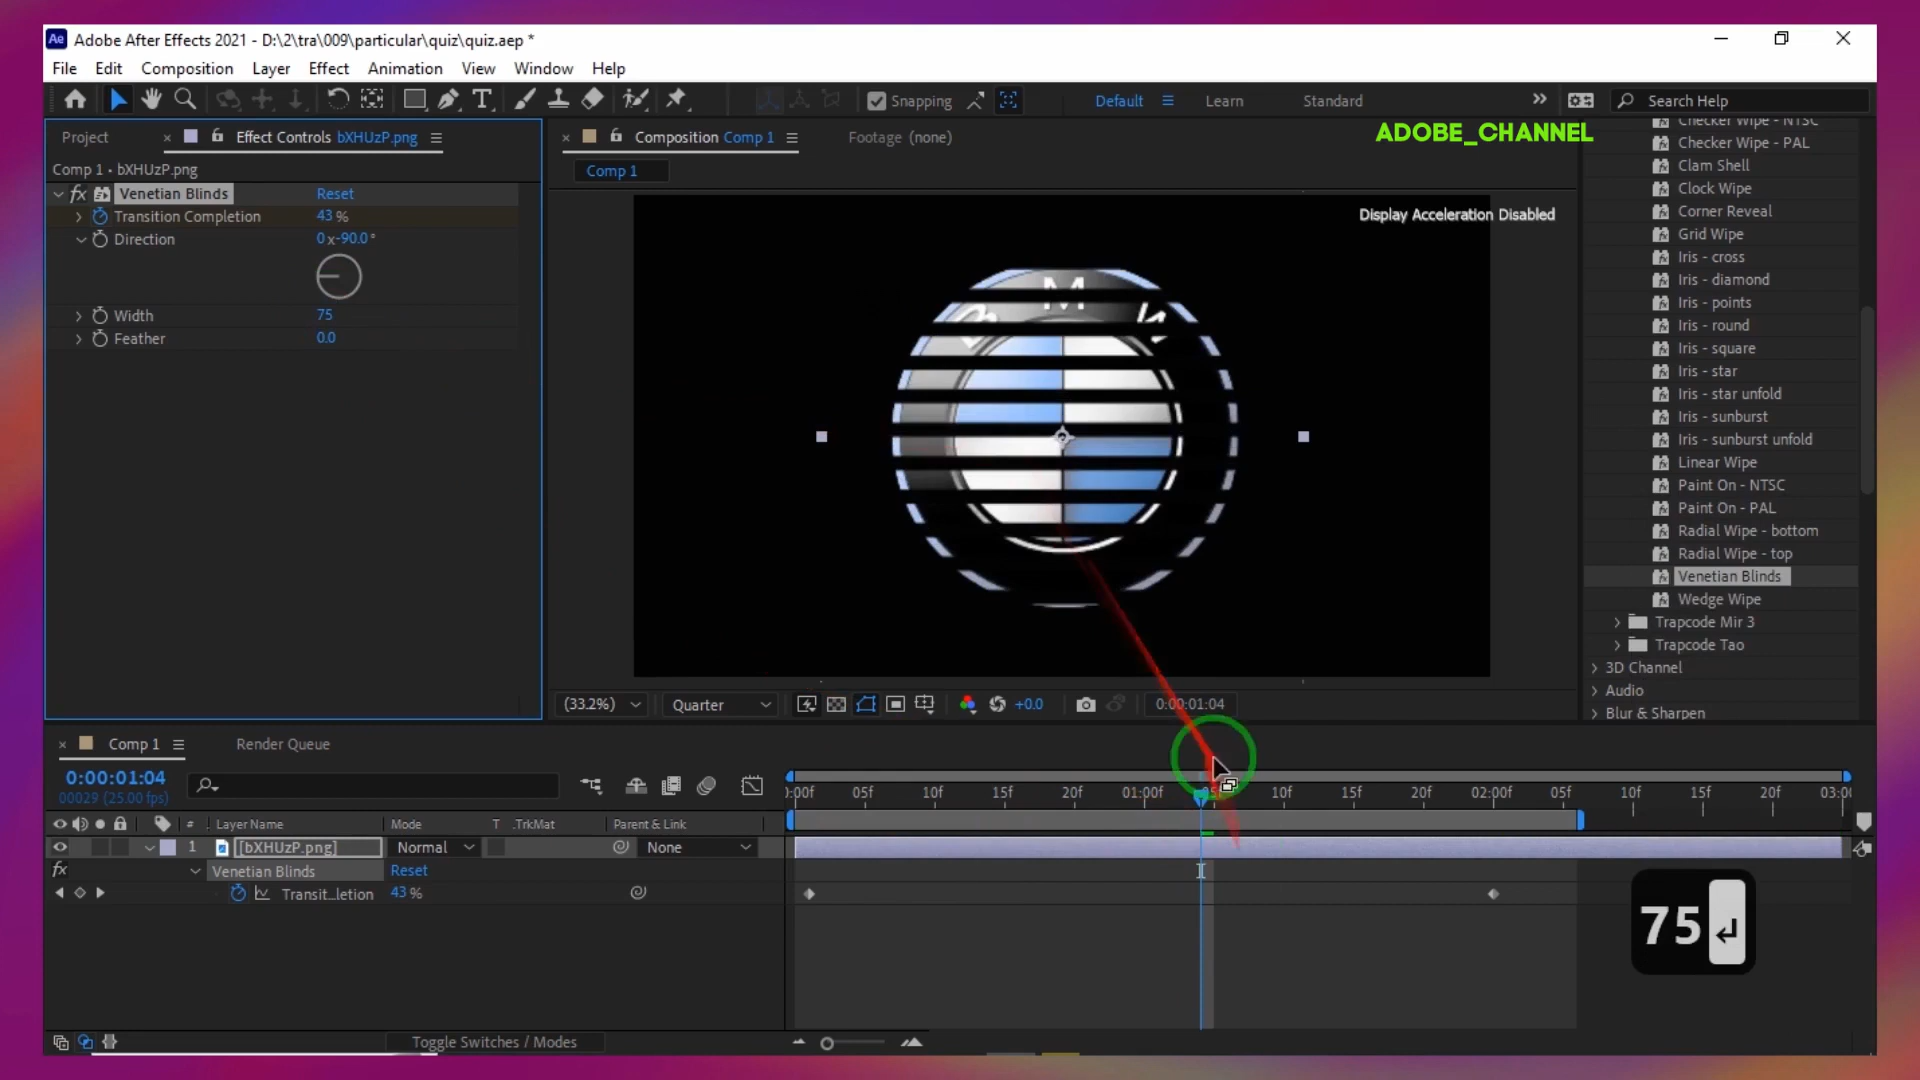 Ae Adobe After Effects 2021 - D:\2\tra\009\particular\quiz\quiz.aep *
File Edit Composition Layer Effect Animation View Window Help
Snapping Default Learn Standard Search Help
Project Effect Controls bXHUzP.png Composition Comp 1 Footage (none)
ADOBE_CHANNEL
Comp 1 • bXHUzP.png
Comp 1
fx Venetian Blinds Reset
Transition Completion 43 %
Direction 0 x-90.0 °
Width 75
Feather 0.0
Display Acceleration Disabled
M
Checker Wipe - NTSC
Checker Wipe - PAL
Clam Shell
Clock Wipe
Corner Reveal
Grid Wipe
Iris - cross
Iris - diamond
Iris - points
Iris - round
Iris - square
Iris - star
Iris - star unfold
Iris - sunburst
Iris - sunburst unfold
Linear Wipe
Paint On - NTSC
Paint On - PAL
Radial Wipe - bottom
Radial Wipe - top
Venetian Blinds
Wedge Wipe
Trapcode Mir 3
Trapcode Tao
3D Channel
Audio
Blur & Sharpen
(33.2%) Quarter +0.0 0:00:01:04
Comp 1 Render Queue
0:00:01:04
00029 (25.00 fps)
):00f 05f 10f 15f 20f 01:00f 05f 10f 15f 20f 02:00f 05f 10f 15f 20f 03:00
# Layer Name Mode T .TrkMat Parent & Link
1 [bXHUzP.png] Normal None
fx Venetian Blinds Reset
Transit...letion 43 %
75
Toggle Switches / Modes